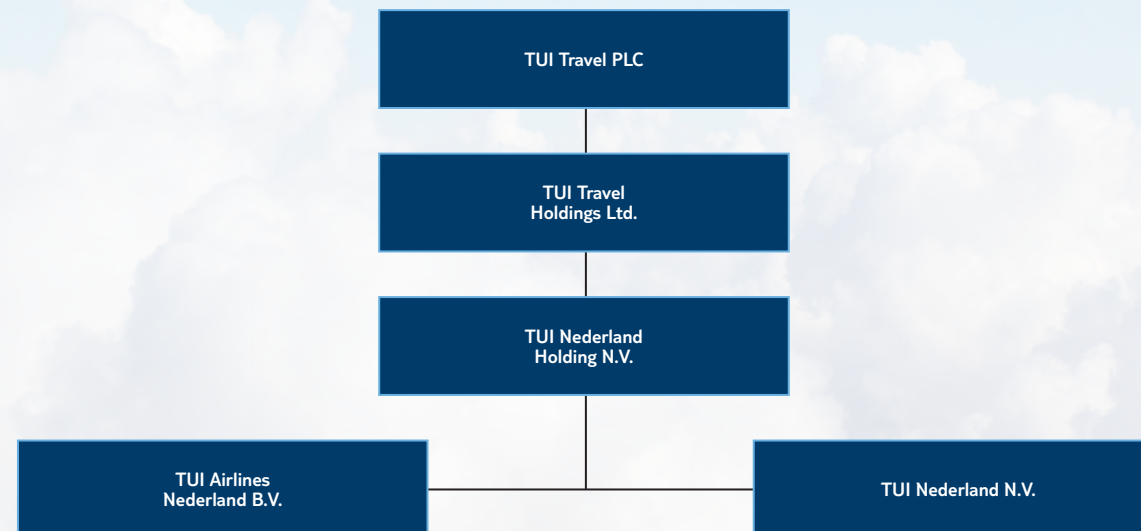 TUI Travel PLC
TUI Travel
Holdings Ltd.
TUI Nederland
Holding N.V.
TUI Airlines
Nederland B.V.
TUI Nederland N.V.